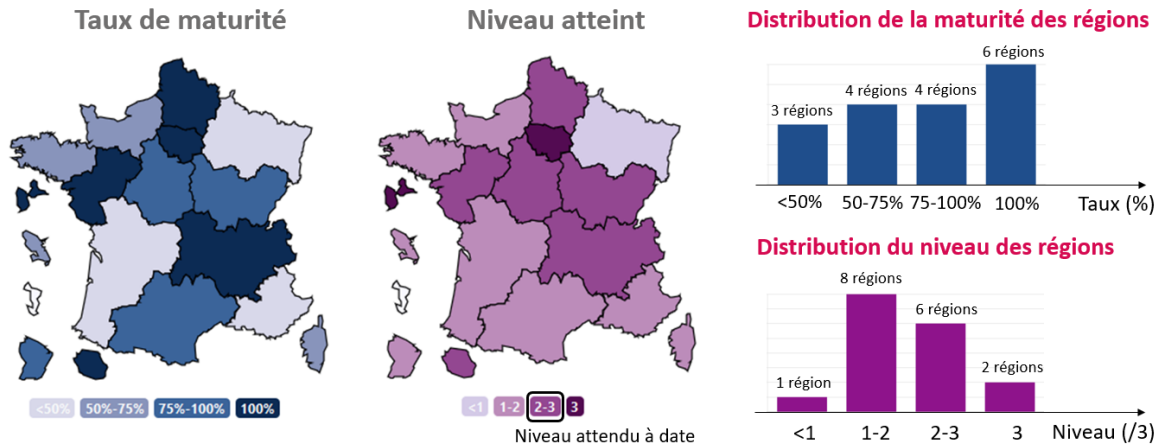 Taux de maturité
Niveau atteint
Distribution de la maturité des régions
6 régions
4 régions
4 régions
3 régions
<50%
50-75%
75-100%
100%
Taux (%)
Distribution du niveau des régions
8 régions
6 régions
2 régions
1 région
<1
1-2
2-3
3
Niveau (/3)
<50%
50%-75%
75%-100%
100%
<1
1-2
2-3
3
Niveau attendu à date